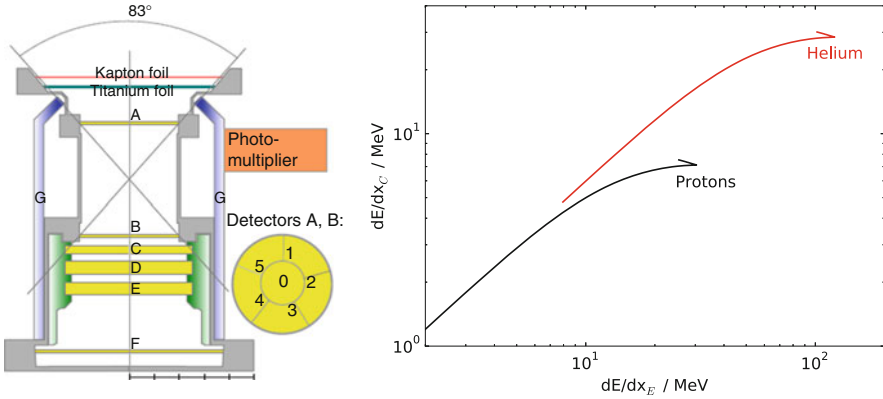 83°
Kapton foil
Titanium foil
A
Photo-
multiplier
G
G
Detectors A, B:
B
C
D
E
F
1
5
0
2
4
3
dE/dx_C / MeV
10^1
10^0
Helium
Protons
10^1
10^2
dE/dx_E / MeV